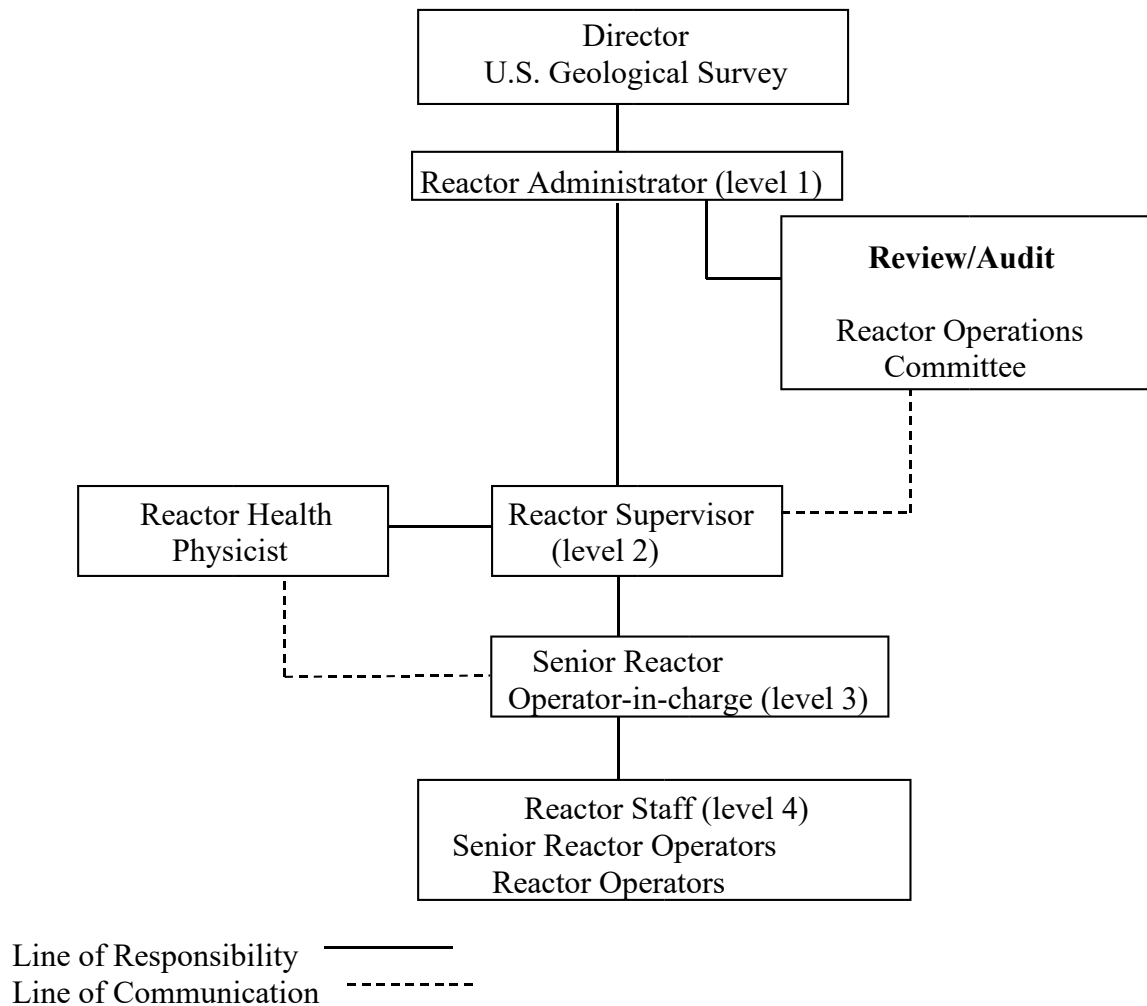 Director
U.S. Geological Survey
Reactor Administrator (level 1)
Review/Audit
Reactor Operations
Committee
Reactor Health
Physicist
Reactor Supervisor
(level 2)
Senior Reactor
Operator-in-charge (level 3)
Reactor Staff (level 4)
Senior Reactor Operators
Reactor Operators
Line of Responsibility
Line of Communication